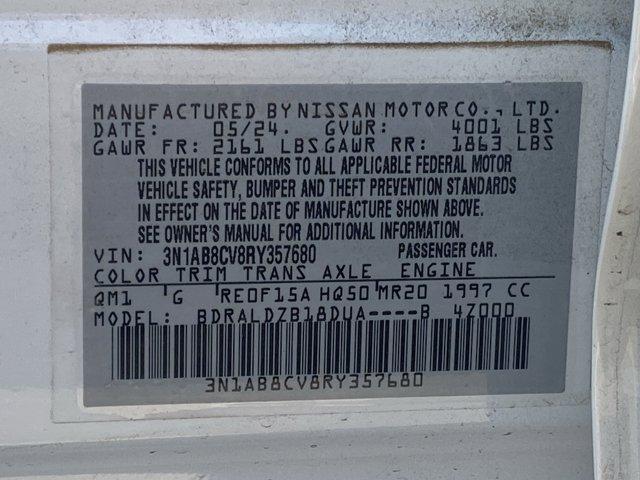 MANUFACTURED BY NISSAN MOTOR CO., LTD.
DATE: 05/24. GVWR: 4001 LBS
GAWR FR: 2161 LBS GAWR RR: 1863 LBS
THIS VEHICLE CONFORMS TO ALL APPLICABLE FEDERAL MOTOR
VEHICLE SAFETY, BUMPER AND THEFT PREVENTION STANDARDS
IN EFFECT ON THE DATE OF MANUFACTURE SHOWN ABOVE.
SEE OWNER'S MANUAL FOR ADDITIONAL INFORMATION.
VIN: 3N1AB8CV8RY357680 PASSENGER CAR.
COLOR TRIM TRANS AXLE ENGINE
QM1 G RE0F15A HQ50 MR20 1997 CC
MODEL: BDRALDZB18DUA----B 4Z000
3N1AB8CV8RY357680